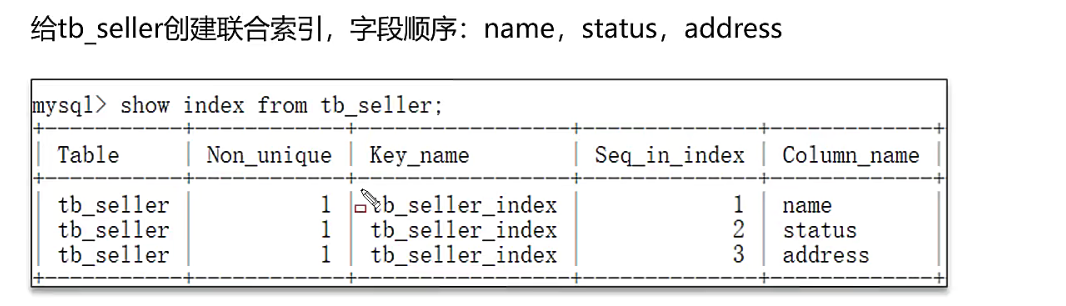 给tb_seller创建联合索引，字段顺序：name，status，address
mysql> show index from tb_seller;
+-----------+------------+-----------------+--------------+-------------+
| Table | Non_unique | Key_name | Seq_in_index | Column_name |
+-----------+------------+-----------------+--------------+-------------+
| tb_seller | 1 | tb_seller_index | 1 | name
| tb_seller | 1 | tb_seller_index | 2 | status
| tb_seller | 1 | tb_seller_index | 3 | address
+-----------+------------+-----------------+--------------+-------------+